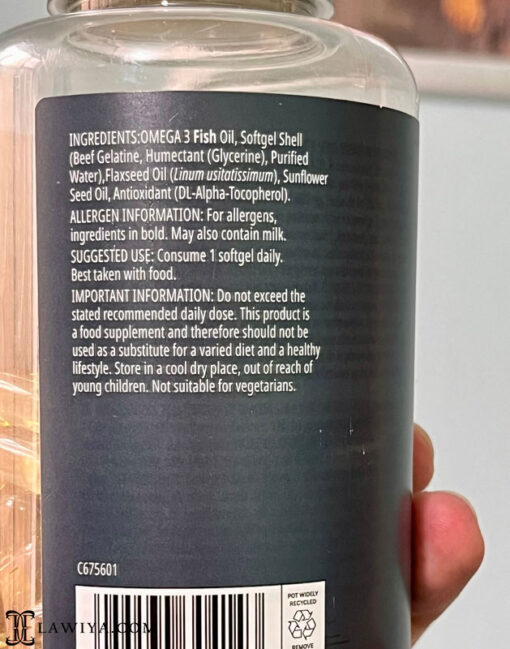 INGREDIENTS:OMEGA 3 Fish Oil, Softgel Shell
(Beef Gelatine, Humectant (Glycerine), Purified
Water),Flaxseed Oil (Linum usitatissimum), Sunflower
Seed Oil, Antioxidant (DL-Alpha-Tocopherol).
ALLERGEN INFORMATION: For allergens,
ingredients in bold. May also contain milk.
SUGGESTED USE: Consume 1 softgel daily.
Best taken with food.
IMPORTANT INFORMATION: Do not exceed the
stated recommended daily dose. This product is
a food supplement and therefore should not be
used as a substitute for a varied diet and a healthy
lifestyle. Store in a cool dry place, out of reach of
young children. Not suitable for vegetarians.
C675601
POT WIDELY
RECYCLED
REMOVE
LAWIYA.COM